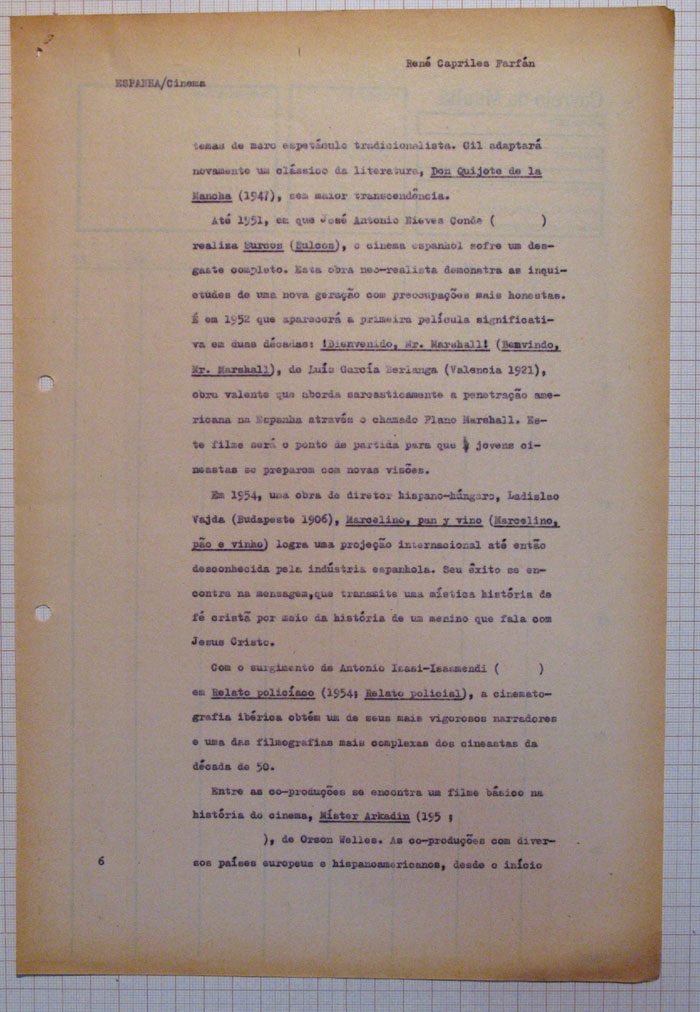 René Capriles Farfán
ESPANHA/Cinema
temas de mero espetáculo tradicionalista. Gil adaptará
novamente um clássico da literatura, Don Quijote de la
Mancha (1947), sem maior transcendência.
Até 1951, em que José Antonio Nieves Conde ( )
realiza Surcos (Sulcos), o cinema espanhol sofre um des-
gaste completo. Esta obra neo-realista demonstra as inqui-
etudes de uma nova geração com preocupações mais honestas.
É em 1952 que aparecerá a primeira película significati-
va em duas décadas: !Bienvenido, Mr. Marshall! (Benvindo,
Mr. Marshall), de Luís García Berlanga (Valencia 1921),
obra valente que aborda sarcasticamente a penetração ame-
ricana na Espanha através o chamado Plano Marshall. Es-
te filme será o ponto de partida para que jovens ci-
neastas se preparem com novas visões.
Em 1954, uma obra do diretor hispano-húngaro, Ladislao
Vajda (Budapeste 1906), Marcelino, pan y vino (Marcelino,
pão e vinho) logra uma projeção internacional até então
desconhecida pela indústria espanhola. Seu êxito se en-
contra na mensagem,que transmite uma mística história de
fé cristã por meio da história de um menino que fala com
Jesus Cristo.
Com o surgimento de Antonio Isasi-Isasmendi ( )
em Relato policíaco (1954; Relato policial), a cinemato-
grafia ibérica obtém um de seus mais vigorosos narradores
e uma das filmografias mais complexas dos cineastas da
década de 50.
Entre as co-produções se encontra um filme básico na
história do cinema, Míster Arkadin (195 ;
), de Orson Welles. As co-produções com diver-
sos países europeus e hispanoamericanos, desde o início
6